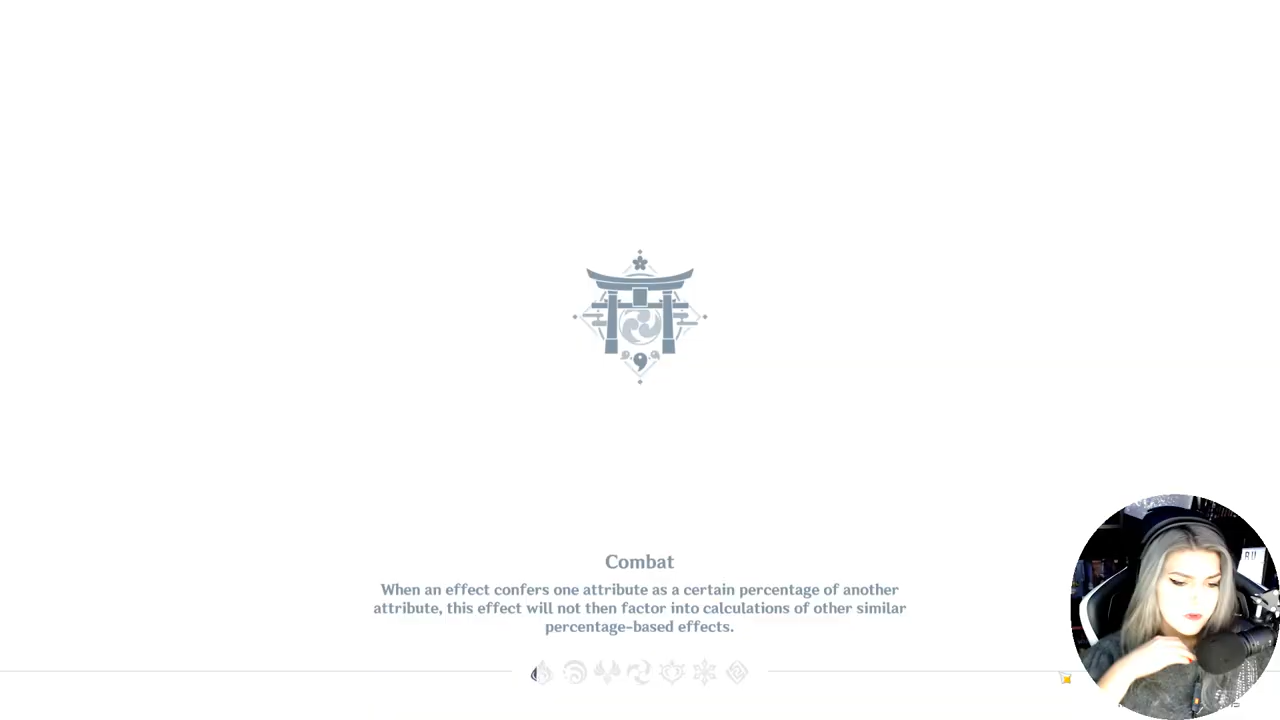 Combat
When an effect confers one attribute as a certain percentage of another
attribute, this effect will not then factor into calculations of other similar
percentage-based effects.